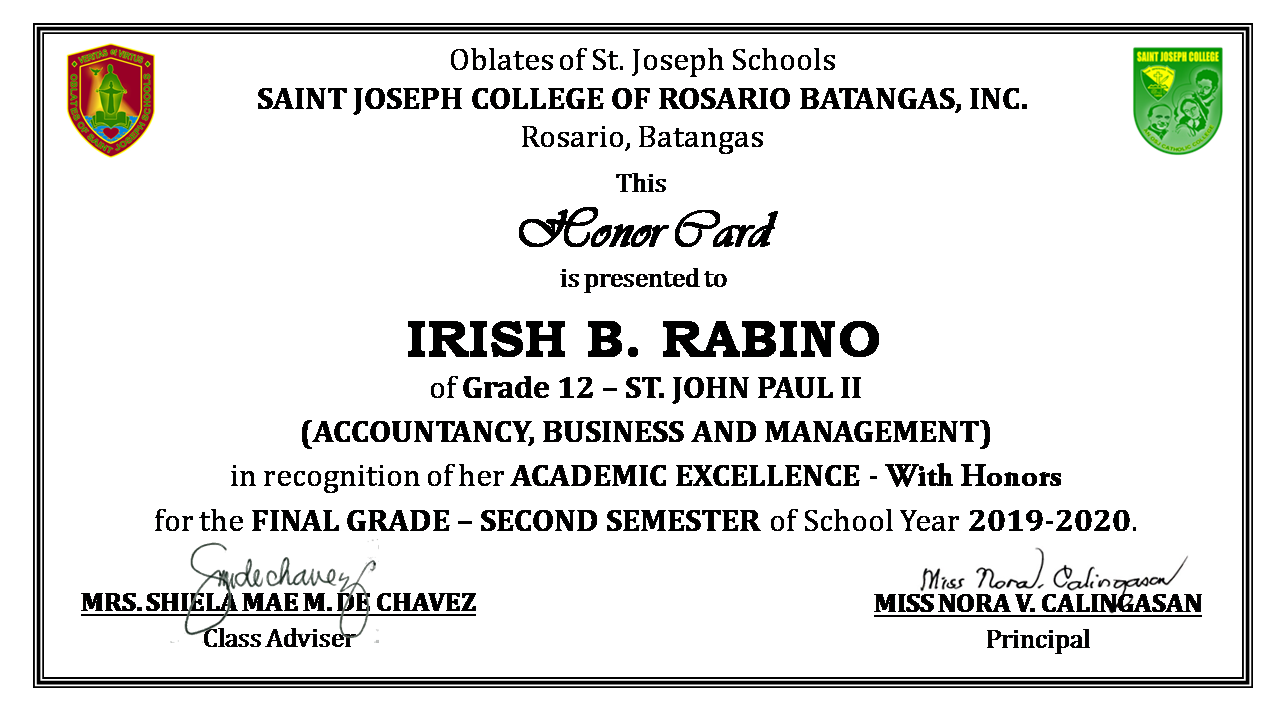 VERITAS et VIRTUS
OBLATES OF SAINT JOSEPH SCHOOLS
SAINT JOSEPH COLLEGE
Oblates of St. Joseph Schools
SAINT JOSEPH COLLEGE OF ROSARIO BATANGAS, INC.
Rosario, Batangas
This
Honor Card
is presented to
IRISH B. RABINO
of Grade 12 – ST. JOHN PAUL II
(ACCOUNTANCY, BUSINESS AND MANAGEMENT)
in recognition of her ACADEMIC EXCELLENCE - With Honors
for the FINAL GRADE – SECOND SEMESTER of School Year 2019-2020.
Smdechavez
Miss Nora V. Calingasan
MRS. SHIELA MAE M. DE CHAVEZ
MISS NORA V. CALINGASAN
Class Adviser
Principal